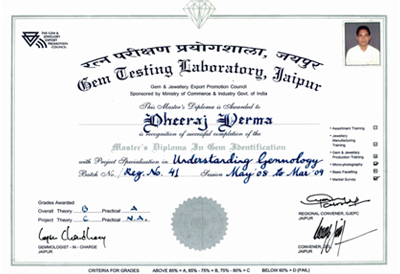 THE GEM &
JEWELLERY
EXPORT
PROMOTION
COUNCIL
रत्न परीक्षण प्रयोगशाला, जयपुर
Gem Testing Laboratory, Jaipur
Gem & Jewellery Export Promotion Council
Sponsored by Ministry of Commerce & Industry Govt. of India
This Master's Diploma is Awarded to
Dheeraj Verma
in recognition of successful completion of the
Master's Diploma In Gem Identification
with Project Specialisation in Understanding Gemmology
Batch No./ Reg. No. 41 Session May '08 to Mar '09
• Assortment Training
• Jewellery Manufacturing Training
• Gem & Jewellery Production Training
• Micro-photography
• Basic Facetting
• Market Survey
Grades Awarded
Overall Theory B Practical A
Project C N.A.
GEMMOLOGIST - IN - CHARGE
JAIPUR
REGIONAL CONVENER, GJEPC
JAIPUR
CONVENER, GTL
JAIPUR
CRITERIA FOR GRADES ABOVE 85% = A, 85% - 75% = B, 75% - 60% = C BELOW 60% = (FAIL)